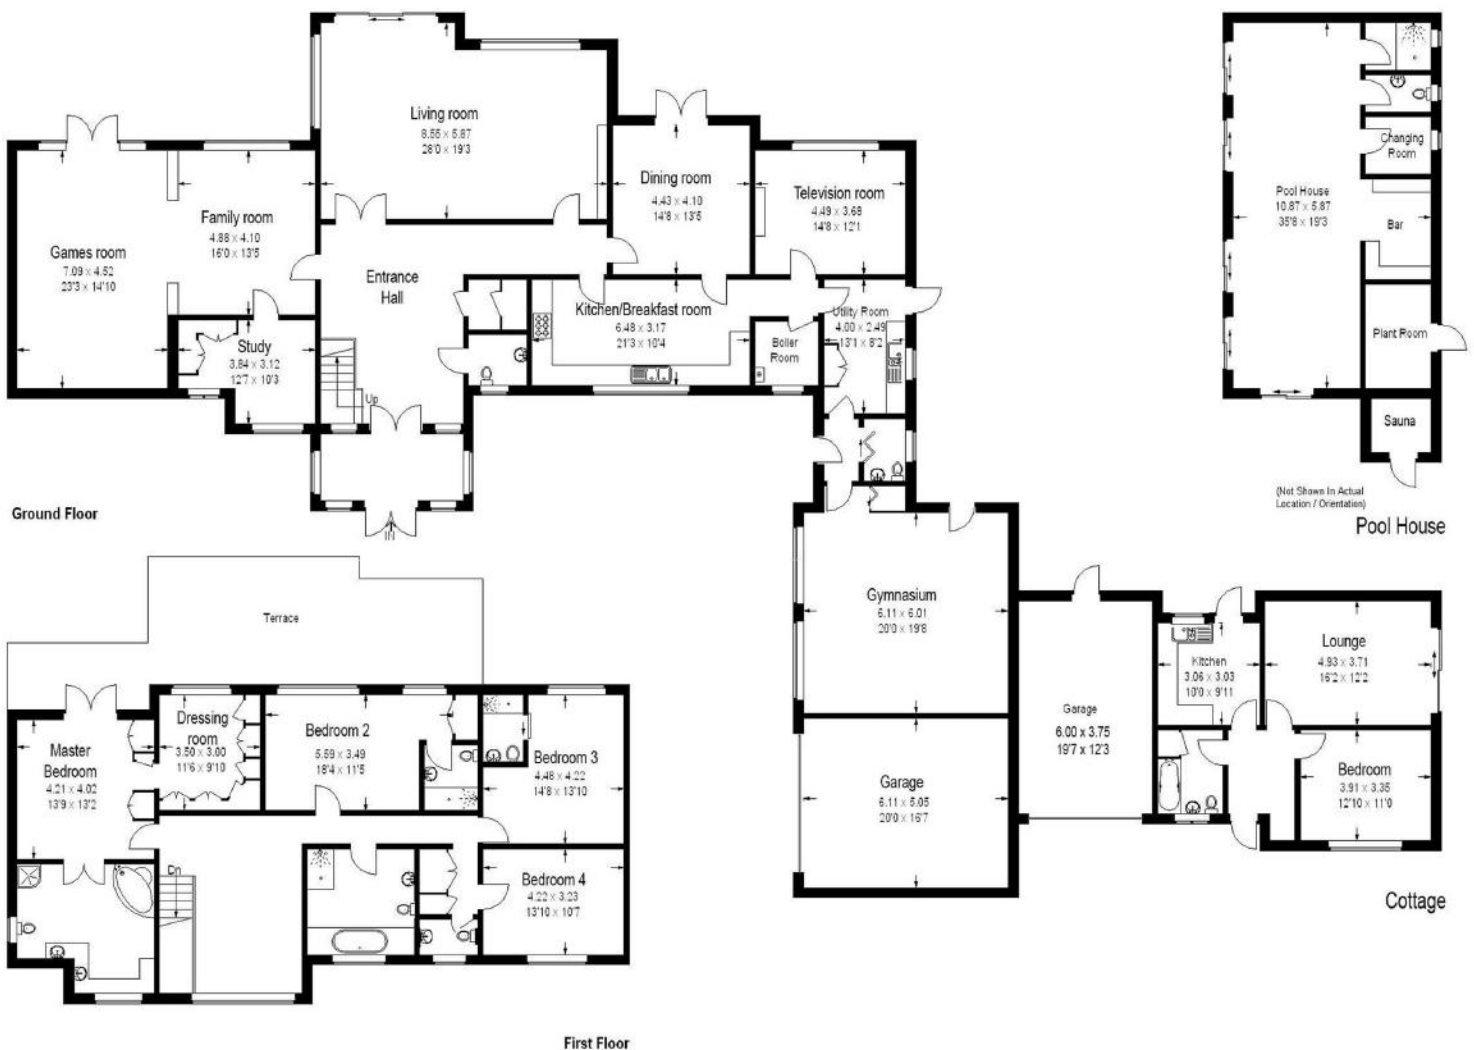 Living room
8.55 x 5.87
28'0 x 19'3
Dining room
4.43 x 4.10
14'8 x 13'5
Television room
4.49 x 3.68
14'8 x 12'1
Family room
4.88 x 4.10
16'0 x 13'5
Games room
7.09 x 4.52
23'3 x 14'10
Entrance
Hall
Study
3.84 x 3.12
12'7 x 10'3
Kitchen/Breakfast room
6.48 x 3.17
21'3 x 10'4
Boiler
Room
Utility Room
4.00 x 2.49
13'1 x 8'2
Up
IN
Ground Floor
Changing
Room
Pool House
10.87 x 5.87
35'8 x 19'3
Bar
Plant Room
Sauna
(Not Shown In Actual
Location / Orientation)
Pool House
Gymnasium
6.11 x 6.01
20'0 x 19'8
Garage
6.11 x 5.05
20'0 x 16'7
Garage
6.00 x 3.75
19'7 x 12'3
Kitchen
3.06 x 3.03
10'0 x 9'11
Lounge
4.93 x 3.71
16'2 x 12'2
Bedroom
3.91 x 3.35
12'10 x 11'0
Cottage
Terrace
Master
Bedroom
4.21 x 4.02
13'9 x 13'2
Dressing
room
3.50 x 3.00
11'6 x 9'10
Bedroom 2
5.59 x 3.49
18'4 x 11'5
Bedroom 3
4.48 x 4.22
14'8 x 13'10
Bedroom 4
4.22 x 3.23
13'10 x 10'7
Dn
First Floor